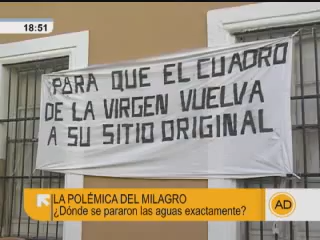 18:51
PARA QUE EL CUADRO
DE LA VIRGEN VUELVA
A SU SITIO ORIGINAL
LA POLÉMICA DEL MILAGRO
¿Dónde se pararon las aguas exactamente?
AD